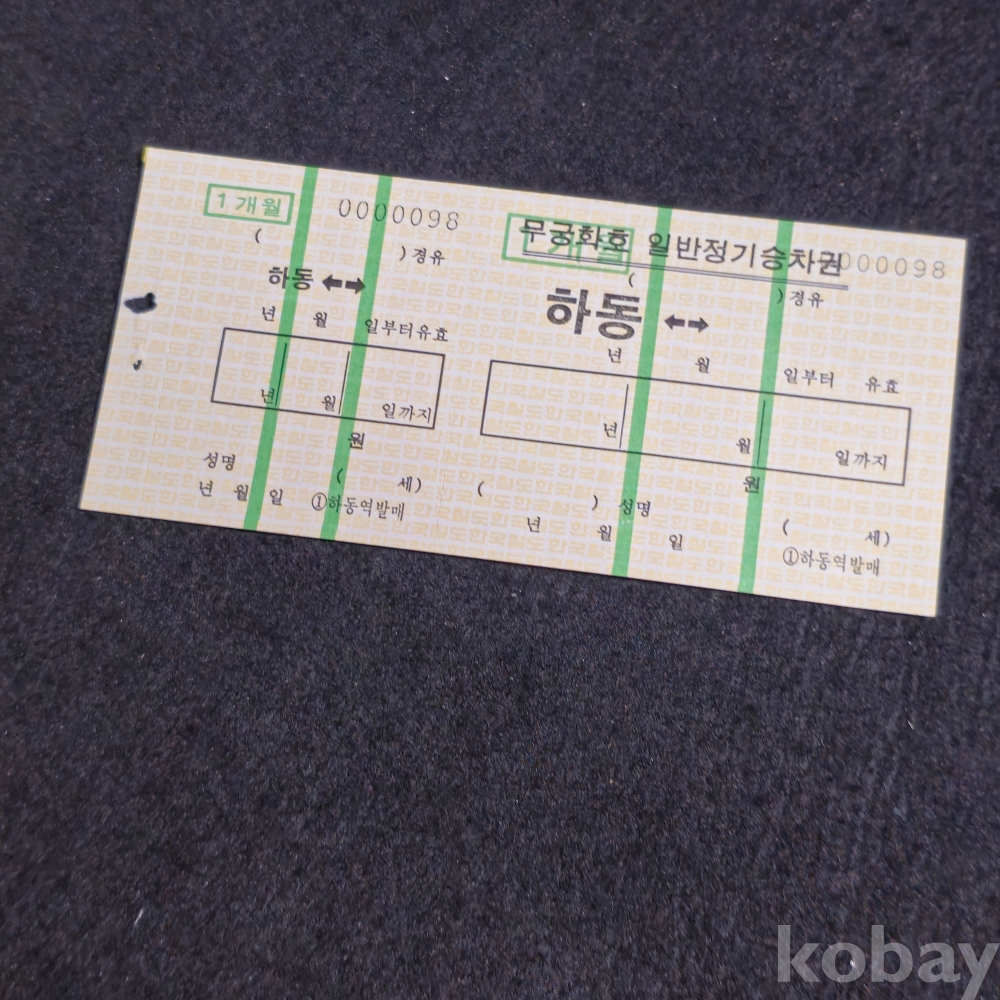 1개월 0000098
( ) 경유
하동 ↔
년 월 일부터유효
년 월 일까지
원
성명 ( 세)
년 월 일 ①하동역발매
1개월
무궁화호 일반정기승차권 0000098
( ) 경유
하동 ↔
년 월 일부터 유효
년 월 일까지
원
( ) 성명 ( 세)
년 월 일 ①하동역발매
kobay